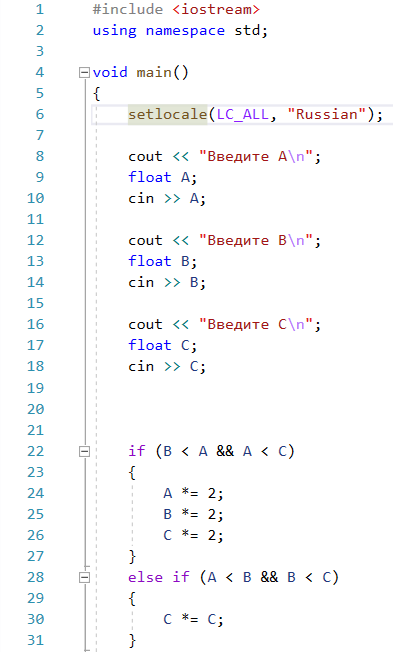 1 #include <iostream>
2 using namespace std;
3
4 void main()
5 {
6 setlocale(LC_ALL, "Russian");
7
8 cout << "Введите A\n";
9 float A;
10 cin >> A;
11
12 cout << "Введите B\n";
13 float B;
14 cin >> B;
15
16 cout << "Введите C\n";
17 float C;
18 cin >> C;
19
20
21
22 if (B < A && A < C)
23 {
24 A *= 2;
25 B *= 2;
26 C *= 2;
27 }
28 else if (A < B && B < C)
29 {
30 C *= C;
31 }